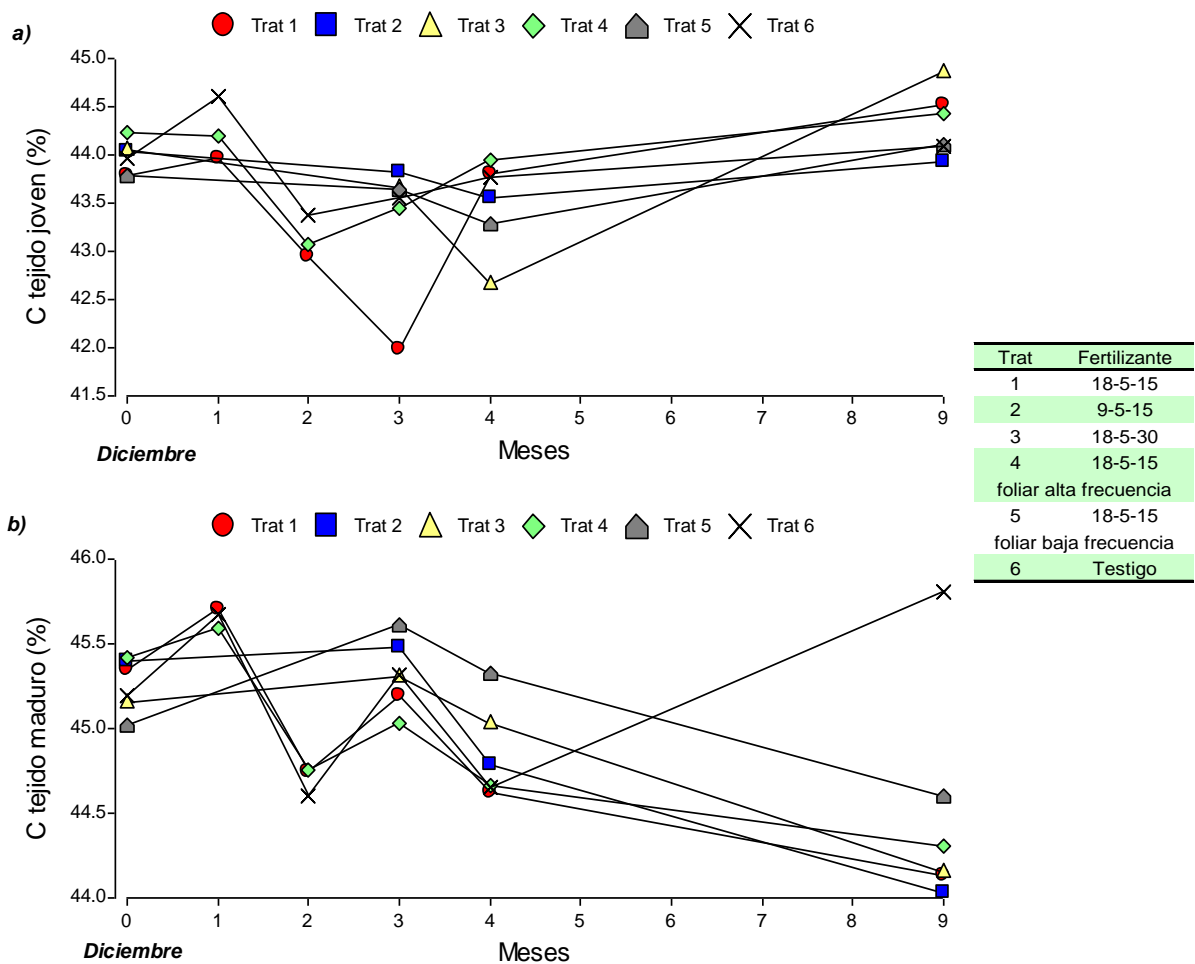 a)
Trat 1 Trat 2 Trat 3 Trat 4 Trat 5 Trat 6
C tejido joven (%)
45.0
44.5
44.0
43.5
43.0
42.5
42.0
41.5
0 1 2 3 4 5 6 7 8 9
Diciembre
Meses
b)
Trat 1 Trat 2 Trat 3 Trat 4 Trat 5 Trat 6
C tejido maduro (%)
46.0
45.5
45.0
44.5
44.0
0 1 2 3 4 5 6 7 8 9
Diciembre
Meses
Trat Fertilizante
1 18-5-15
2 9-5-15
3 18-5-30
4 18-5-15
foliar alta frecuencia
5 18-5-15
foliar baja frecuencia
6 Testigo